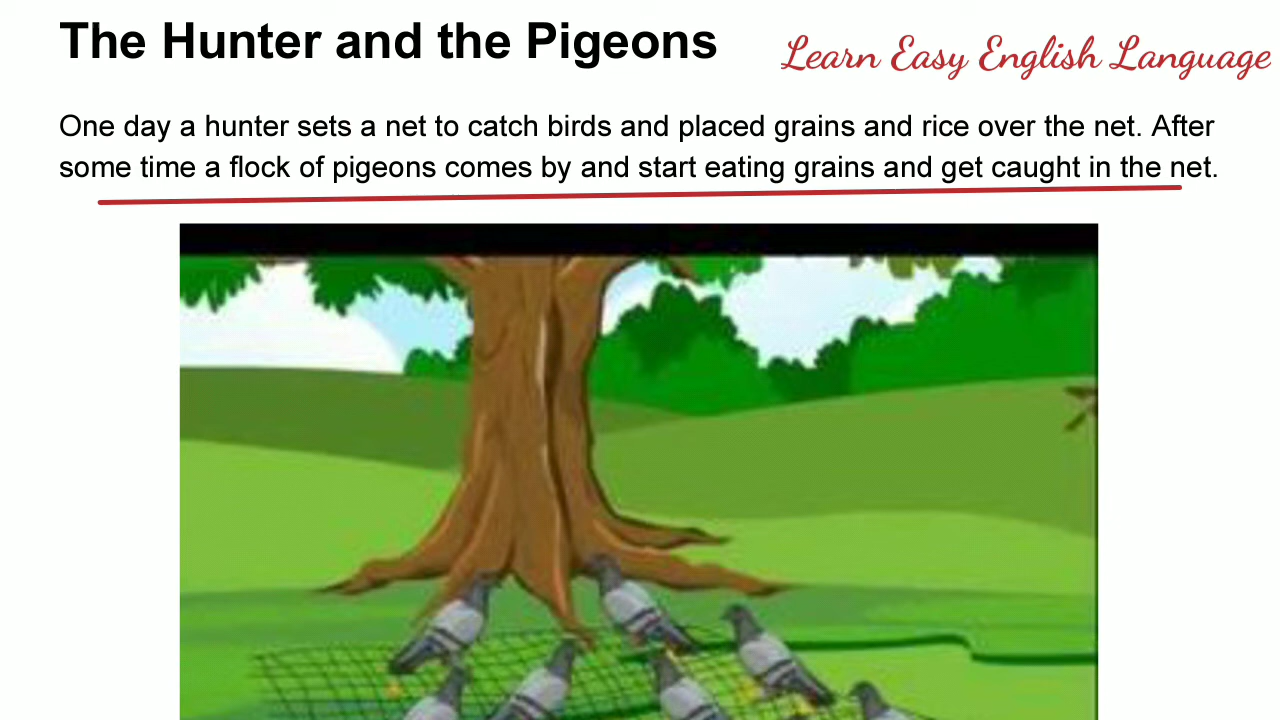 The Hunter and the Pigeons
Learn Easy English Language
One day a hunter sets a net to catch birds and placed grains and rice over the net. After
some time a flock of pigeons comes by and start eating grains and get caught in the net.